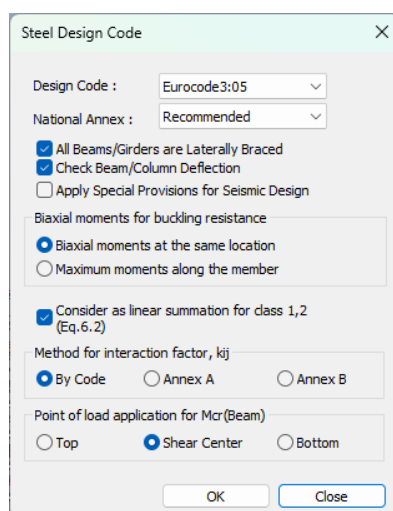 Steel Design Code
Design Code : Eurocode3:05
National Annex : Recommended
All Beams/Girders are Laterally Braced
Check Beam/Column Deflection
Apply Special Provisions for Seismic Design
Biaxial moments for buckling resistance
Biaxial moments at the same location
Maximum moments along the member
Consider as linear summation for class 1,2
(Eq.6.2)
Method for interaction factor, kij
By Code Annex A Annex B
Point of load application for Mcr(Beam)
Top Shear Center Bottom
OK Close